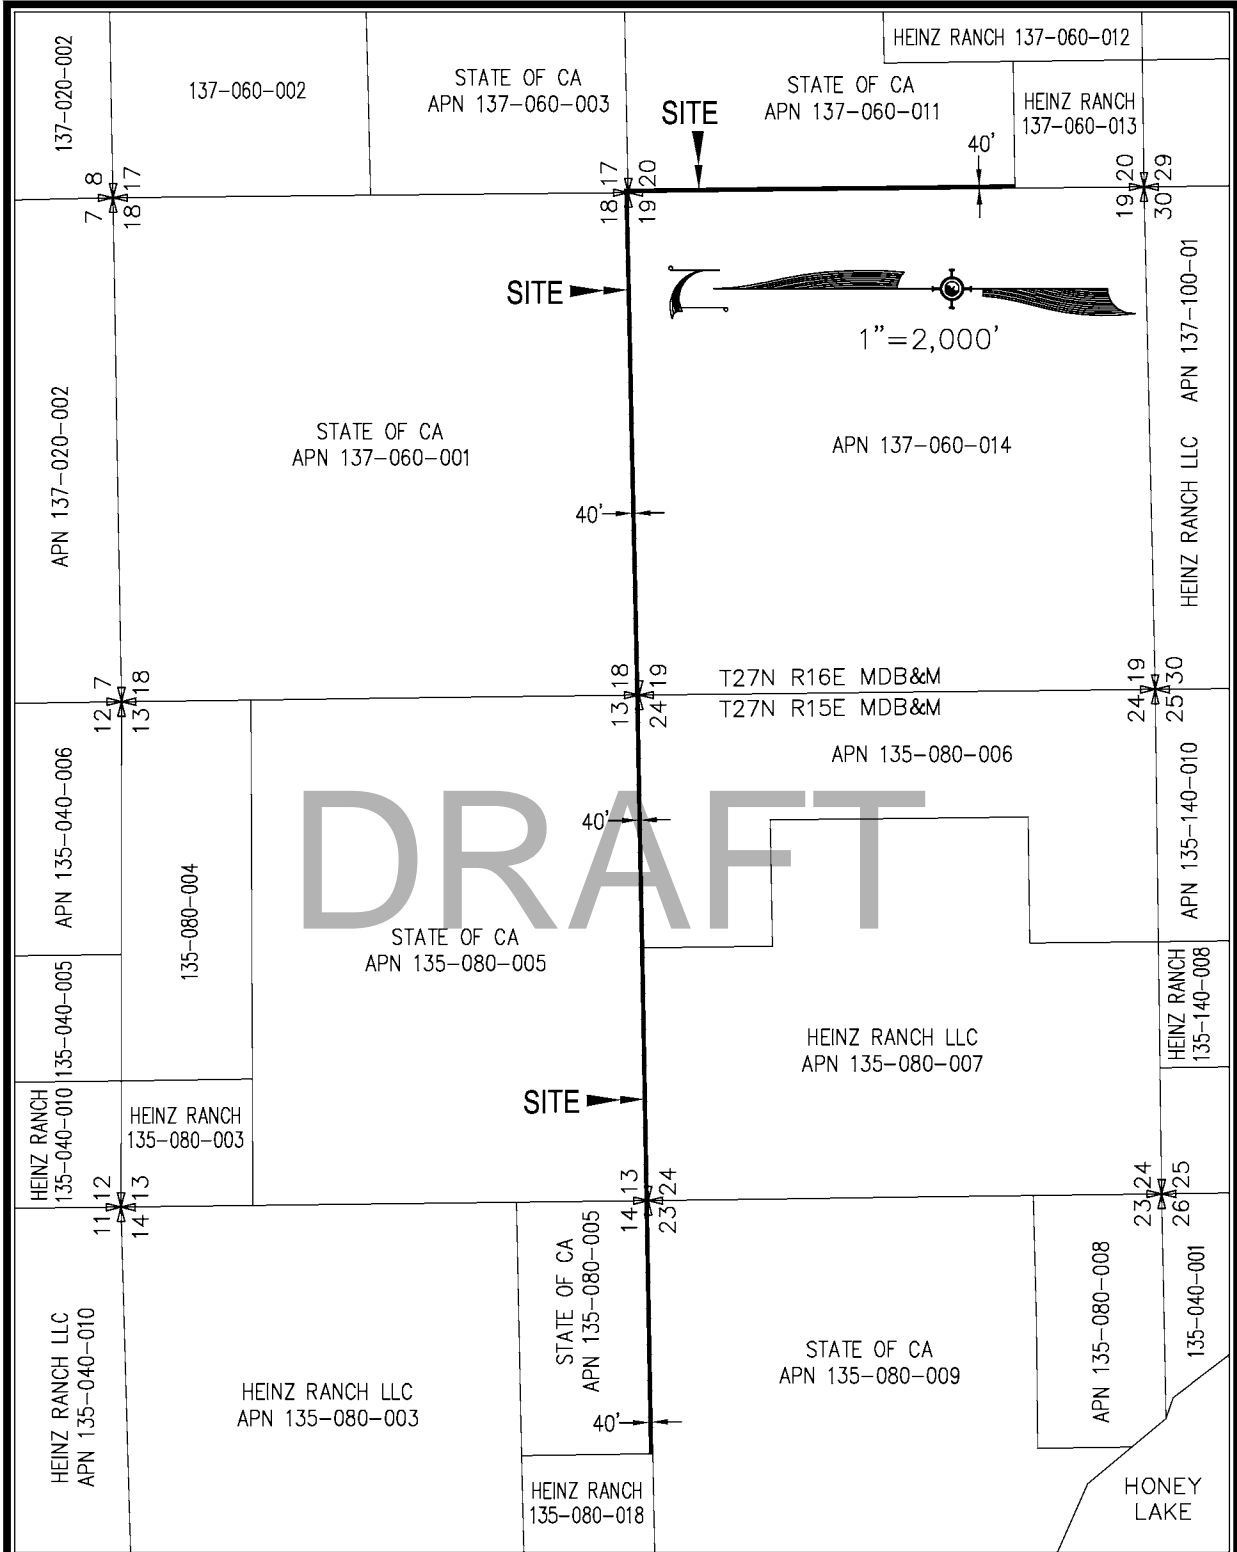 HEINZ RANCH 137-060-012
137-020-002
137-060-002
STATE OF CA
APN 137-060-003
STATE OF CA
APN 137-060-011
HEINZ RANCH
137-060-013
SITE
40'
8
17
7
18
17
20
18
19
20
29
19
30
SITE
1"=2,000'
APN 137-100-01
HEINZ RANCH LLC
APN 137-020-002
STATE OF CA
APN 137-060-001
APN 137-060-014
40'
7
18
12
13
18
19
13
24
19
30
24
25
T27N R16E MDB&M
T27N R15E MDB&M
APN 135-080-006
APN 135-040-006
135-080-004
40'
DRAFT
APN 135-140-010
STATE OF CA
APN 135-080-005
135-040-005
HEINZ RANCH
135-140-008
HEINZ RANCH LLC
APN 135-080-007
HEINZ RANCH
135-040-010
HEINZ RANCH
135-080-003
SITE
12
13
11
14
13
24
14
23
24
25
23
26
STATE OF CA
APN 135-080-005
APN 135-080-008
135-040-001
HEINZ RANCH LLC
APN 135-040-010
HEINZ RANCH LLC
APN 135-080-003
STATE OF CA
APN 135-080-009
40'
HEINZ RANCH
135-080-018
HONEY
LAKE